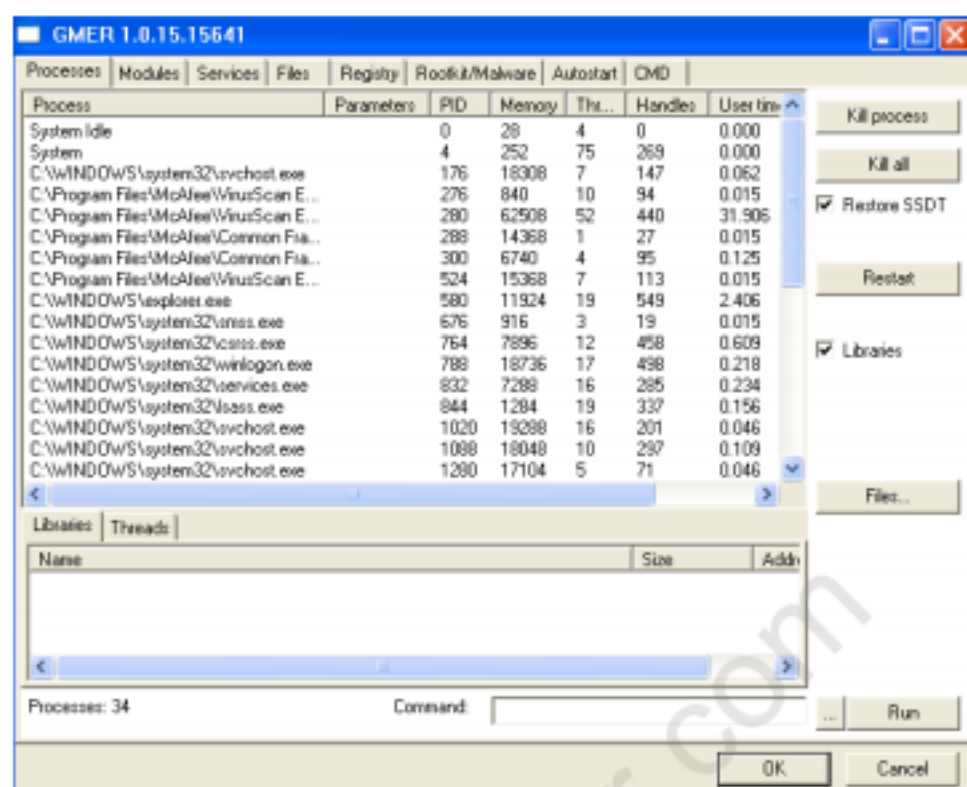 GMER 1.0.15.15641
Processes Modules Services Files Registry Rootkit/Malware Autostart CMD
Process Parameters PID Memory Thr... Handles User tim
System Idle 0 28 4 0 0.000
System 4 252 75 269 0.000
C:\WINDOWS\system32\svchost.exe 176 18308 7 147 0.062
C:\Program Files\McAfee\VirusScan E... 276 840 10 94 0.015
C:\Program Files\McAfee\VirusScan E... 280 62508 52 440 31.906
C:\Program Files\McAfee\Common Fra... 288 14368 1 27 0.015
C:\Program Files\McAfee\Common Fra... 300 6740 4 95 0.125
C:\Program Files\McAfee\VirusScan E... 524 15368 7 113 0.015
C:\WINDOWS\explorer.exe 580 11924 19 549 2.406
C:\WINDOWS\system32\smss.exe 676 916 3 19 0.015
C:\WINDOWS\system32\csrss.exe 764 7896 12 458 0.609
C:\WINDOWS\system32\winlogon.exe 788 18736 17 498 0.218
C:\WINDOWS\system32\services.exe 832 7288 16 285 0.234
C:\WINDOWS\system32\lsass.exe 844 1284 19 337 0.156
C:\WINDOWS\system32\svchost.exe 1020 19288 16 201 0.046
C:\WINDOWS\system32\svchost.exe 1088 18048 10 297 0.109
C:\WINDOWS\system32\svchost.exe 1280 17104 5 71 0.046
Kill process
Kill all
Restore SSDT
Restart
Libraries
Files...
Libraries Threads
Name Size Addr
Processes: 34 Command: ... Run
OK Cancel